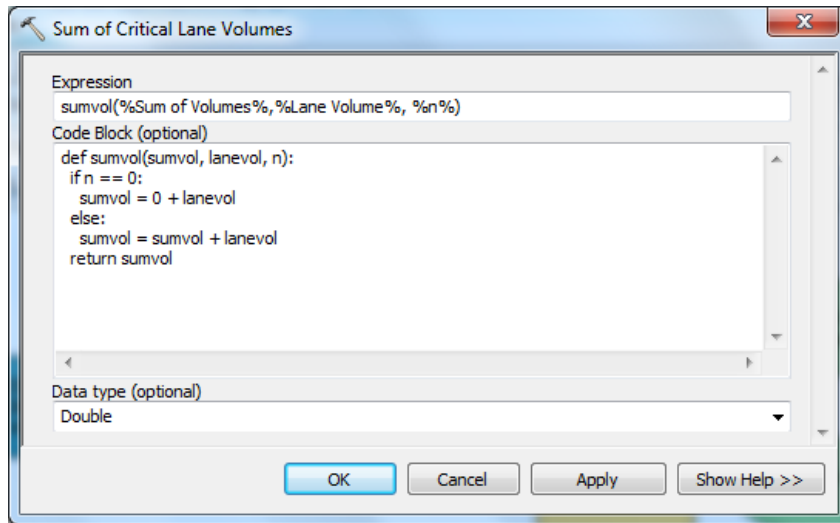 Sum of Critical Lane Volumes
Expression
sumvol(%Sum of Volumes%,%Lane Volume%, %n%)
Code Block (optional)
def sumvol(sumvol, lanevol, n):
  if n == 0:
    sumvol = 0 + lanevol
  else:
    sumvol = sumvol + lanevol
  return sumvol
Data type (optional)
Double
OK Cancel Apply Show Help >>